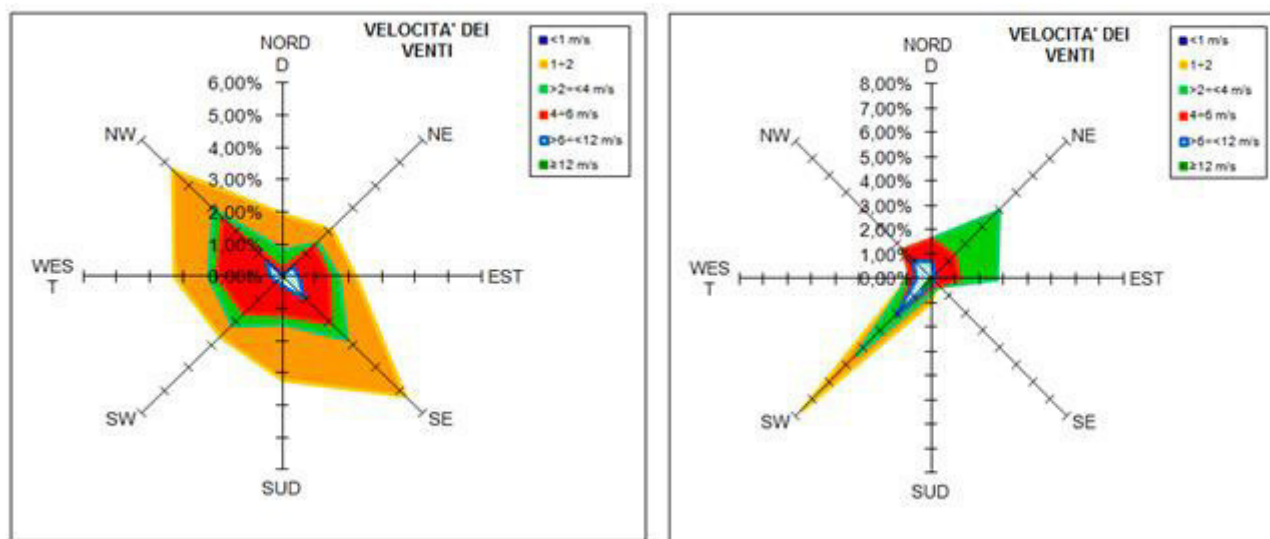 VELOCITA' DEI
VENTI
NORD
D
<1 m/s
1÷2
>2÷<4 m/s
4÷6 m/s
>6÷<12 m/s
≥12 m/s
6,00%
5,00%
4,00%
3,00%
2,00%
1,00%
0,00%
NW
NE
WES
T
EST
SW
SE
SUD
VELOCITA' DEI
VENTI
NORD
D
<1 m/s
1÷2
>2÷<4 m/s
4÷6 m/s
>6÷<12 m/s
≥12 m/s
8,00%
7,00%
6,00%
5,00%
4,00%
3,00%
2,00%
1,00%
0,00%
NW
NE
WES
T
EST
SW
SE
SUD